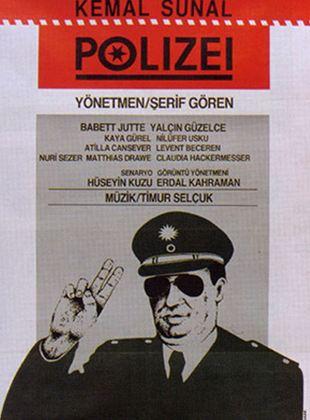 KEMAL SUNAL
POLIZEI
YÖNETMEN/ŞERİF GÖREN
BABETT JUTTE YALÇIN GÜZELCE
KAYA GÜREL NİLÜFER USKU
ATİLLA CANSEVER LEVENT BECEREN
NURİ SEZER MATTHIAS DRAWE CLAUDIA HACKERMESSER
SENARYO GÖRÜNTÜ YÖNETMENİ
HÜSEYİN KUZU ERDAL KAHRAMAN
MÜZİK/TİMUR SELÇUK